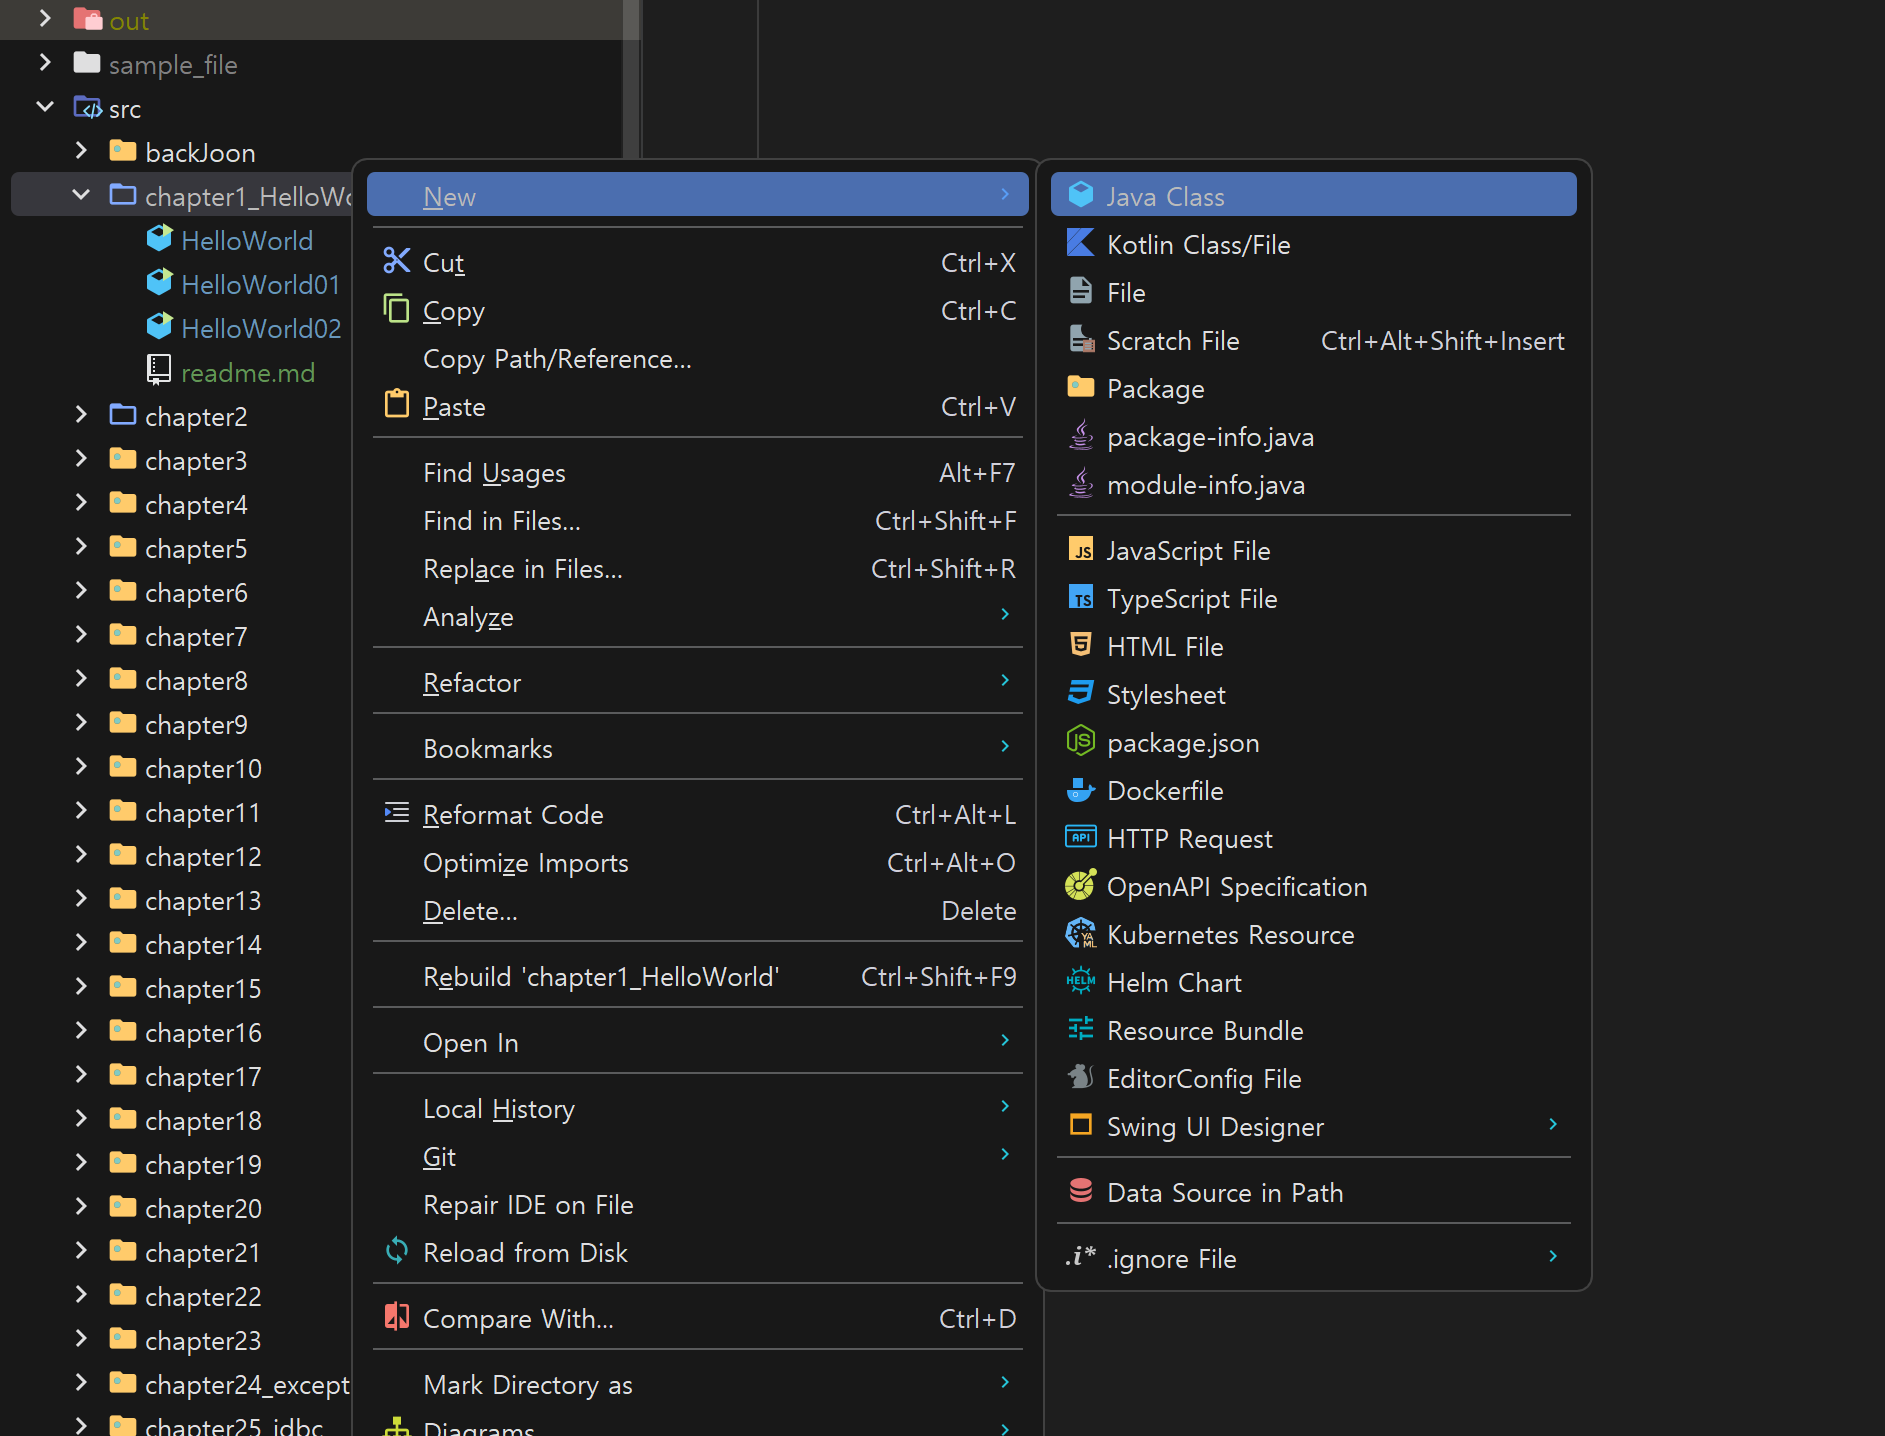 out
sample_file
src
backJoon
chapter1_HelloWo
HelloWorld
HelloWorld01
HelloWorld02
readme.md
chapter2
chapter3
chapter4
chapter5
chapter6
chapter7
chapter8
chapter9
chapter10
chapter11
chapter12
chapter13
chapter14
chapter15
chapter16
chapter17
chapter18
chapter19
chapter20
chapter21
chapter22
chapter23
chapter24_except
chapter25_jdbc
New
Cut Ctrl+X
Copy Ctrl+C
Copy Path/Reference...
Paste Ctrl+V
Find Usages Alt+F7
Find in Files... Ctrl+Shift+F
Replace in Files... Ctrl+Shift+R
Analyze
Refactor
Bookmarks
Reformat Code Ctrl+Alt+L
Optimize Imports Ctrl+Alt+O
Delete... Delete
Rebuild 'chapter1_HelloWorld' Ctrl+Shift+F9
Open In
Local History
Git
Repair IDE on File
Reload from Disk
Compare With... Ctrl+D
Mark Directory as
Diagrams
Java Class
Kotlin Class/File
File
Scratch File Ctrl+Alt+Shift+Insert
Package
package-info.java
module-info.java
JS JavaScript File
TS TypeScript File
HTML File
Stylesheet
JS package.json
Dockerfile
API HTTP Request
OpenAPI Specification
YAML Kubernetes Resource
HELM Helm Chart
Resource Bundle
EditorConfig File
Swing UI Designer
Data Source in Path
.i* .ignore File